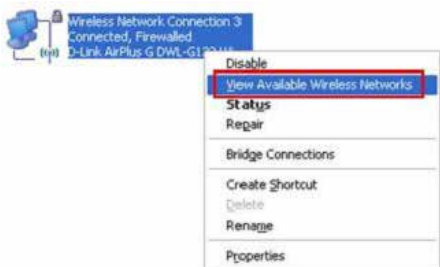 Wireless Network Connection 3
Connected, Firewalled
D-Link AirPlus G
Disable
View Available Wireless Networks
Status
Repair
Bridge Connections
Create Shortcut
Delete
Rename
Properties